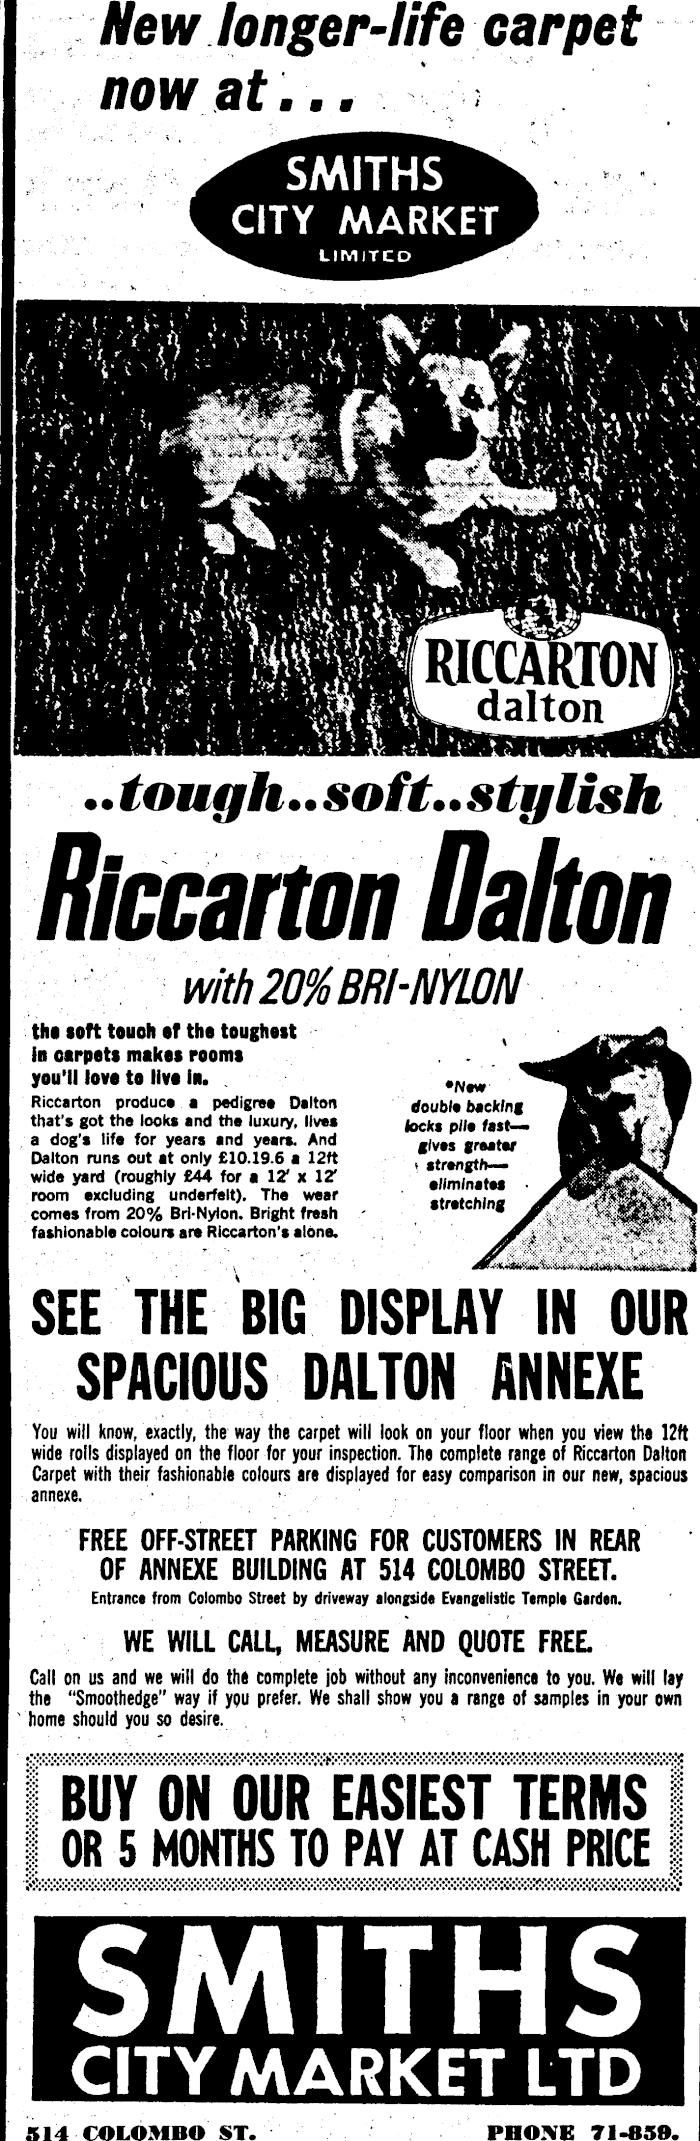 New longer-life carpet
now at...
SMITHS
CITY MARKET
LIMITED
RICCARTON
dalton
..tough..soft..stylish
Riccarton Dalton
with 20% BRI-NYLON
the soft touch of the toughest
in carpets makes rooms
you'll love to live in.
Riccarton produce a pedigree Dalton
that's got the looks and the luxury, lives
a dog's life for years and years. And
Dalton runs out at only £10.19.6 a 12ft
wide yard (roughly £44 for a 12' x 12'
room excluding underfelt). The wear
comes from 20% Bri-Nylon. Bright fresh
fashionable colours are Riccarton's alone.
*New
double backing
locks pile fast—
gives greater
strength—
eliminates
stretching
SEE THE BIG DISPLAY IN OUR
SPACIOUS DALTON ANNEXE
You will know, exactly, the way the carpet will look on your floor when you view the 12ft
wide rolls displayed on the floor for your inspection. The complete range of Riccarton Dalton
Carpet with their fashionable colours are displayed for easy comparison in our new, spacious
annexe.
FREE OFF-STREET PARKING FOR CUSTOMERS IN REAR
OF ANNEXE BUILDING AT 514 COLOMBO STREET.
Entrance from Colombo Street by driveway alongside Evangelistic Temple Garden.
WE WILL CALL, MEASURE AND QUOTE FREE.
Call on us and we will do the complete job without any inconvenience to you. We will lay
the "Smoothedge" way if you prefer. We shall show you a range of samples in your own
home should you so desire.
BUY ON OUR EASIEST TERMS
OR 5 MONTHS TO PAY AT CASH PRICE
SMITHS
CITY MARKET LTD
514 COLOMBO ST. PHONE 71-859.